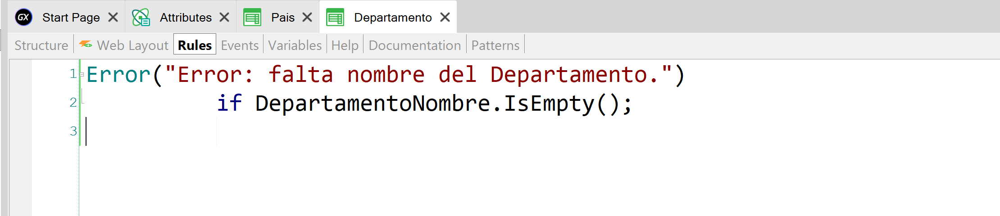 GX Start Page Attributes Pais Departamento
Structure Web Layout Rules Events Variables Help Documentation Patterns
1 Error("Error: falta nombre del Departamento.")
2 if DepartamentoNombre.IsEmpty();
3